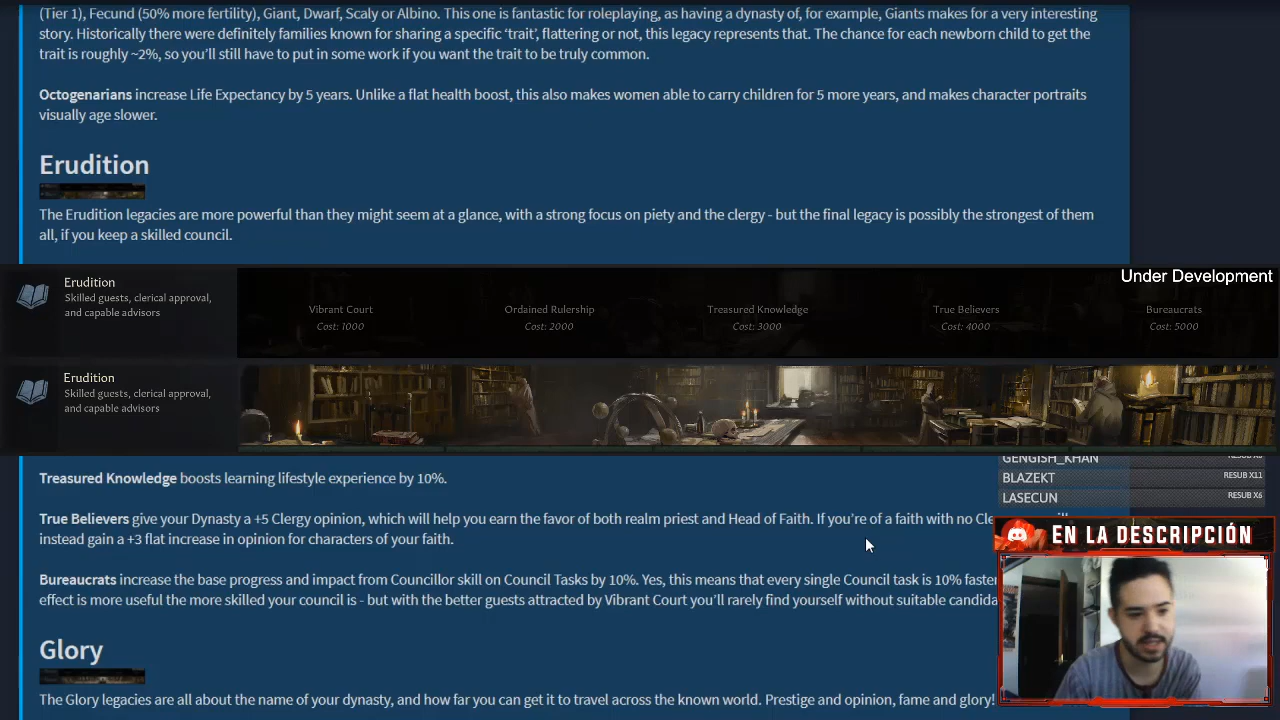 (Tier 1), Fecund (50% more fertility), Giant, Dwarf, Scaly or Albino. This one is fantastic for roleplaying, as having a dynasty of, for example, Giants makes for a very interesting
story. Historically there were definitely families known for sharing a specific ‘trait’, flattering or not, this legacy represents that. The chance for each newborn child to get the
trait is roughly ~2%, so you’ll still have to put in some work if you want the trait to be truly common.
Octogenarians increase Life Expectancy by 5 years. Unlike a flat health boost, this also makes women able to carry children for 5 more years, and makes character portraits
visually age slower.
Erudition
The Erudition legacies are more powerful than they might seem at a glance, with a strong focus on piety and the clergy - but the final legacy is possibly the strongest of them
all, if you keep a skilled council.
Under Development
Erudition
Skilled guests, clerical approval,
and capable advisors
Vibrant Court
Cost: 1000
Ordained Rulership
Cost: 2000
Treasured Knowledge
Cost: 3000
True Believers
Cost: 4000
Bureaucrats
Cost: 5000
Erudition
Skilled guests, clerical approval,
and capable advisors
GENGISH_KHAN
BLAZEKT RESUB X11
LASECUN RESUB X6
Treasured Knowledge boosts learning lifestyle experience by 10%.
True Believers give your Dynasty a +5 Clergy opinion, which will help you earn the favor of both realm priest and Head of Faith. If you’re of a faith with no
instead gain a +3 flat increase in opinion for characters of your faith.
EN LA DESCRIPCIÓN
Bureaucrats increase the base progress and impact from Councillor skill on Council Tasks by 10%. Yes, this means that every single Council task is 10% faster
effect is more useful the more skilled your council is - but with the better guests attracted by Vibrant Court you’ll rarely find yourself without suitable candida
Glory
The Glory legacies are all about the name of your dynasty, and how far you can get it to travel across the known world. Prestige and opinion, fame and glory!